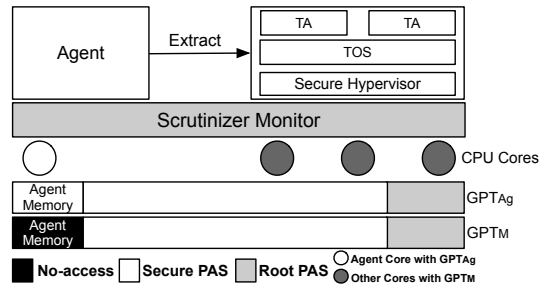 Agent
Extract
TA TA
TOS
Secure Hypervisor
Scrutinizer Monitor
CPU Cores
Agent
Memory
GPTAg
Agent
Memory
GPTM
No-access Secure PAS Root PAS
Agent Core with GPTAg
Other Cores with GPTM